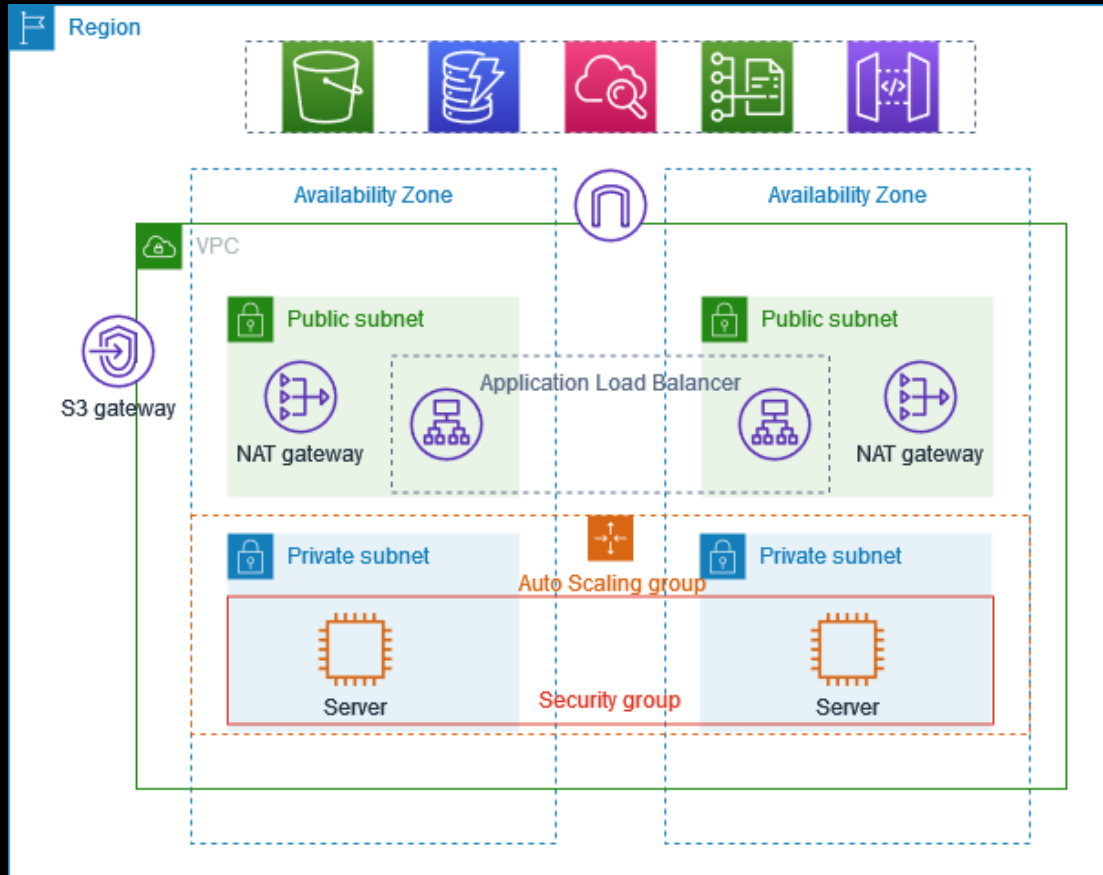 Region
</>
Availability Zone
Availability Zone
VPC
Public subnet
Public subnet
Application Load Balancer
S3 gateway
NAT gateway
NAT gateway
Private subnet
Private subnet
Auto Scaling group
Security group
Server
Server